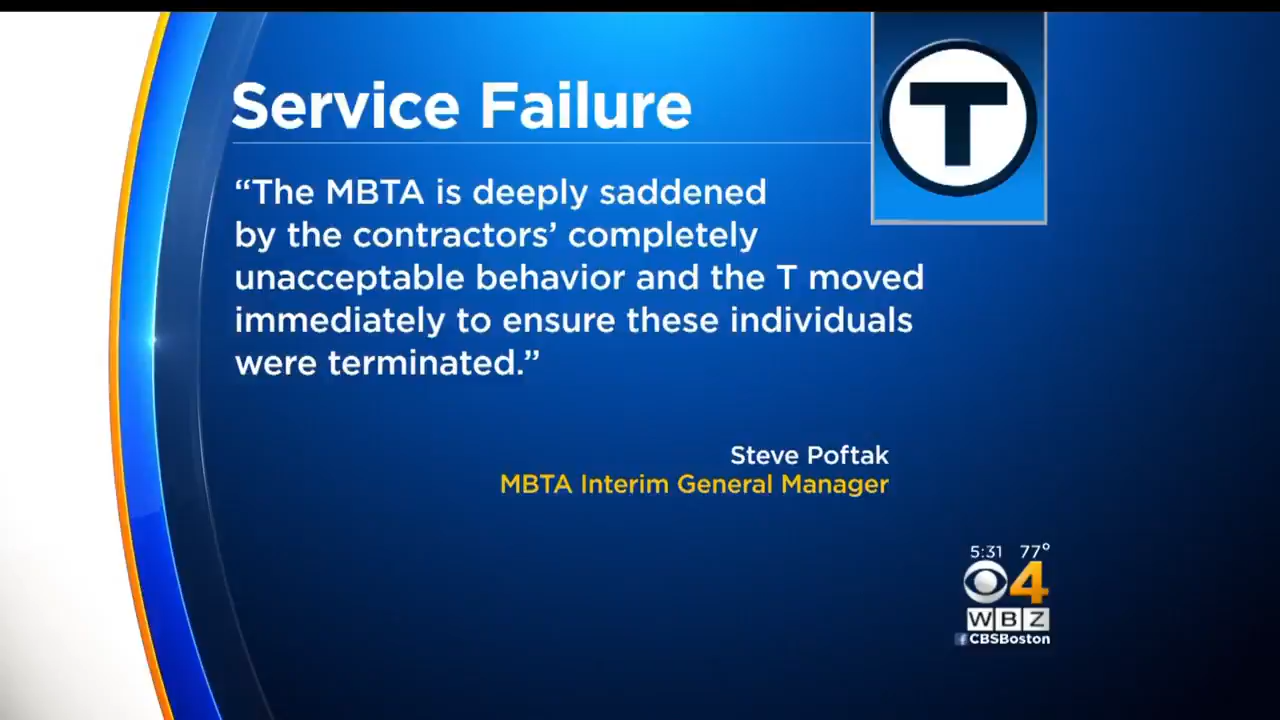 Service Failure
T
“The MBTA is deeply saddened
by the contractors’ completely
unacceptable behavior and the T moved
immediately to ensure these individuals
were terminated.”
Steve Poftak
MBTA Interim General Manager
5:31 77°
4
WBZ
f CBSBoston